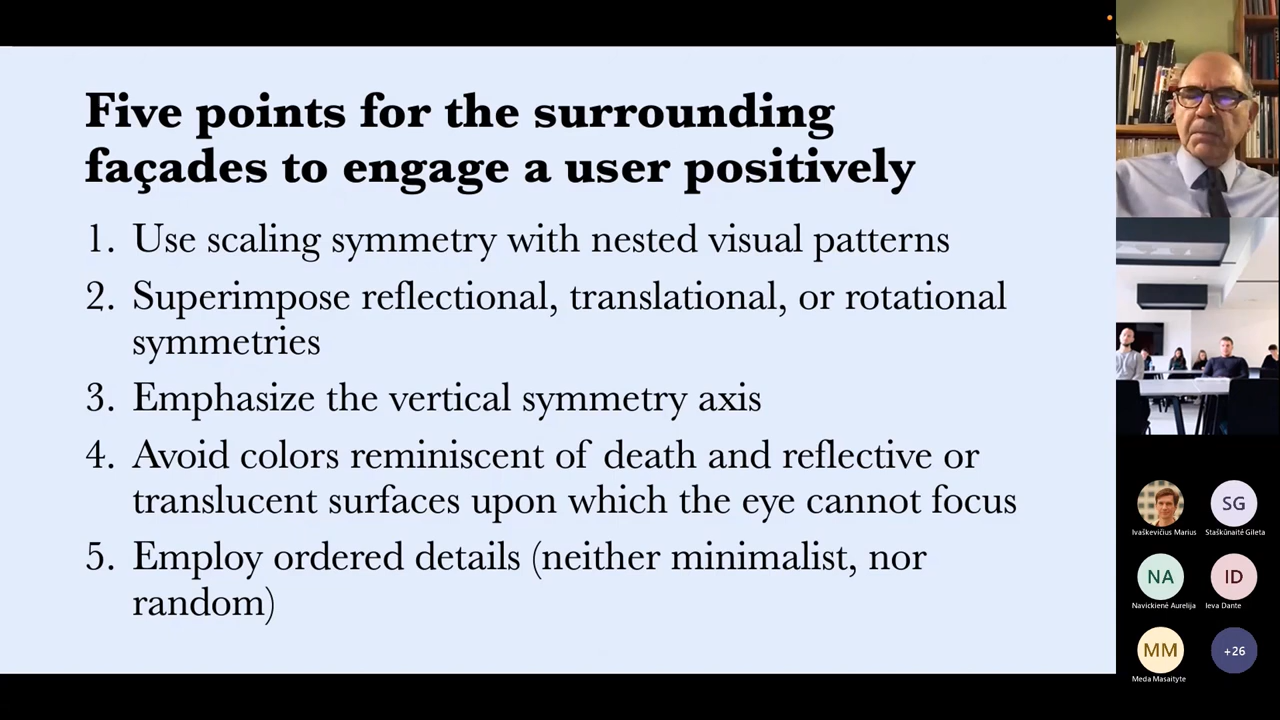 Five points for the surrounding
façades to engage a user positively
1. Use scaling symmetry with nested visual patterns
2. Superimpose reflectional, translational, or rotational
symmetries
3. Emphasize the vertical symmetry axis
4. Avoid colors reminiscent of death and reflective or
translucent surfaces upon which the eye cannot focus
5. Employ ordered details (neither minimalist, nor
random)
SG
Ivaškevičius Marius
Staškūnaitė Gileta
NA
ID
Navickienė Aurelija
Ieva Dante
MM
+26
Meda Masaityte